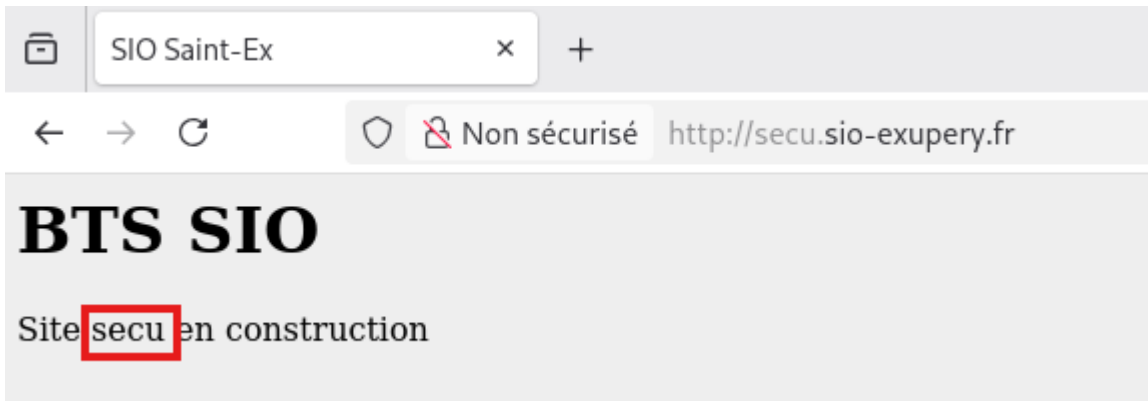 SIO Saint-Ex
Non sécurisé http://secu.sio-exupery.fr
BTS SIO
Site secu en construction